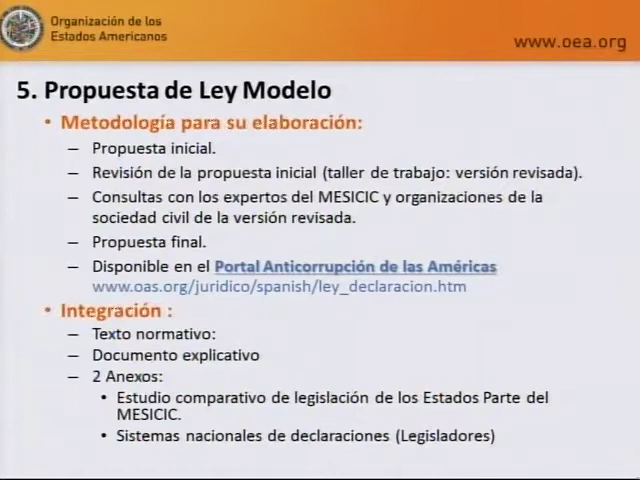 Organización de los
Estados Americanos
www.oea.org
5. Propuesta de Ley Modelo
• Metodología para su elaboración:
– Propuesta inicial.
– Revisión de la propuesta inicial (taller de trabajo: versión revisada).
– Consultas con los expertos del MESICIC y organizaciones de la
sociedad civil de la versión revisada.
– Propuesta final.
– Disponible en el Portal Anticorrupción de las Américas
www.oas.org/juridico/spanish/ley_declaracion.htm
• Integración :
– Texto normativo:
– Documento explicativo
– 2 Anexos:
• Estudio comparativo de legislación de los Estados Parte del
MESICIC.
• Sistemas nacionales de declaraciones (Legisladores)